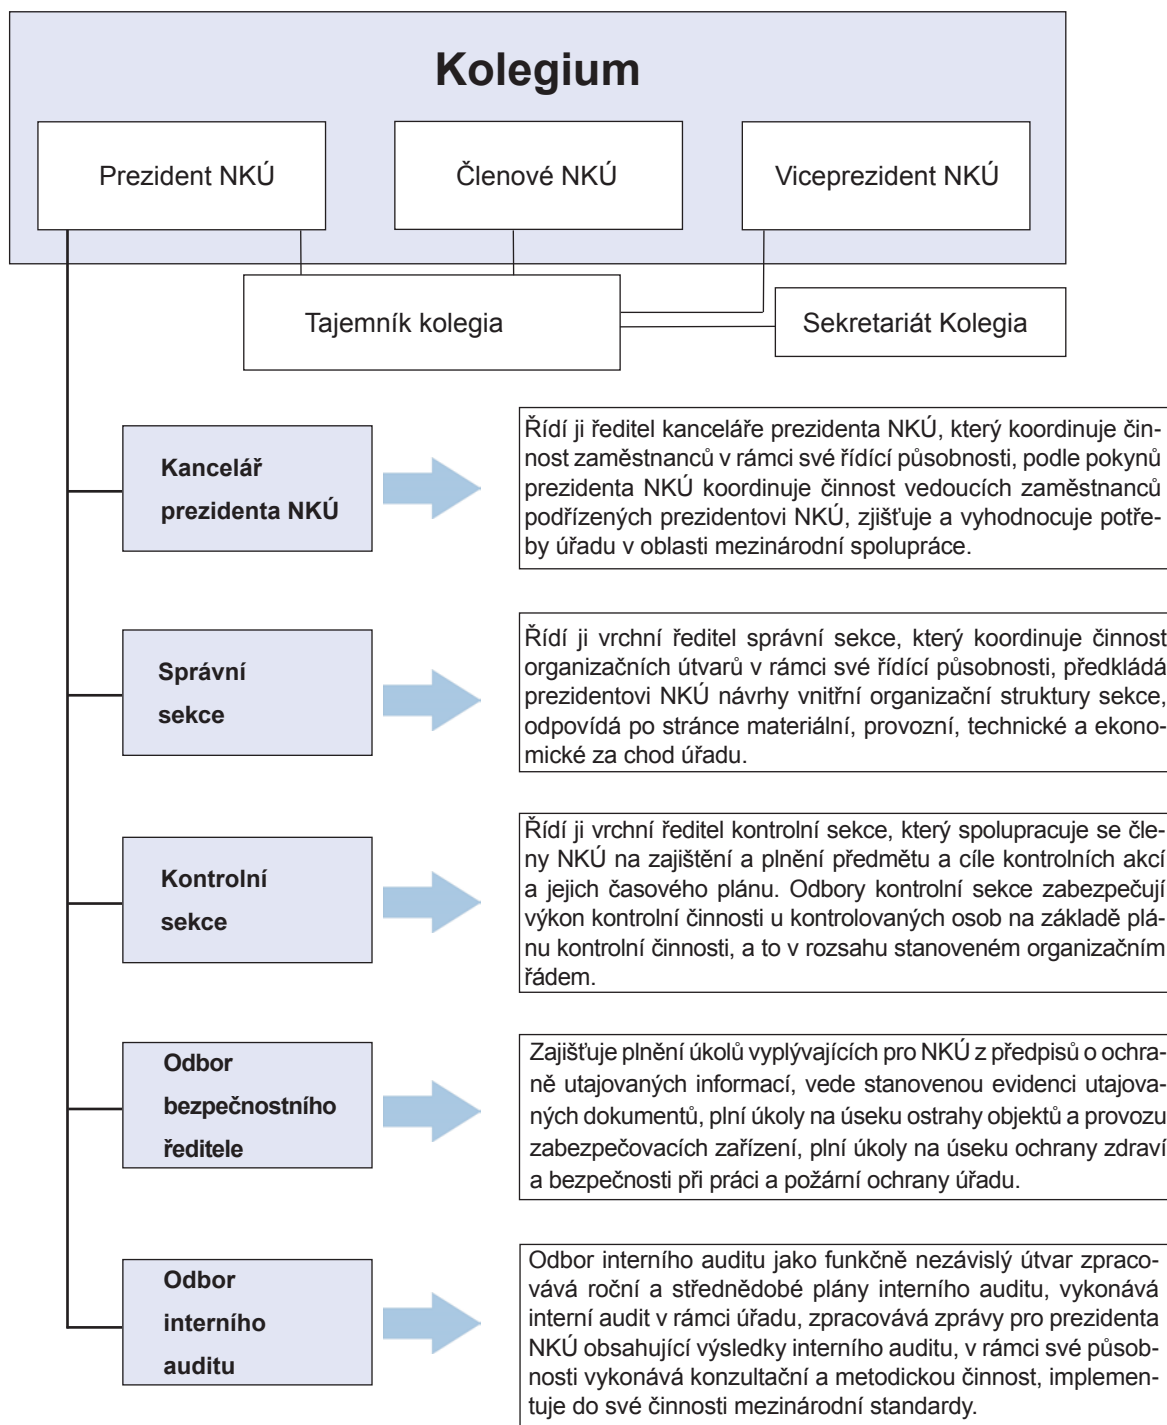 Kolegium
Prezident NKÚ
Členové NKÚ
Viceprezident NKÚ
Tajemník kolegia
Sekretariát Kolegia
Kancelář
prezidenta NKÚ
Řídí ji ředitel kanceláře prezidenta NKÚ, který koordinuje čin-
nost zaměstnanců v rámci své řídící působnosti, podle pokynů
prezidenta NKÚ koordinuje činnost vedoucích zaměstnanců
podřízených prezidentovi NKÚ, zjišťuje a vyhodnocuje potře-
by úřadu v oblasti mezinárodní spolupráce.
Správní
sekce
Řídí ji vrchní ředitel správní sekce, který koordinuje činnost
organizačních útvarů v rámci své řídící působnosti, předkládá
prezidentovi NKÚ návrhy vnitřní organizační struktury sekce,
odpovídá po stránce materiální, provozní, technické a ekono-
mické za chod úřadu.
Kontrolní
sekce
Řídí ji vrchní ředitel kontrolní sekce, který spolupracuje se čle-
ny NKÚ na zajištění a plnění předmětu a cíle kontrolních akcí
a jejich časového plánu. Odbory kontrolní sekce zabezpečují
výkon kontrolní činnosti u kontrolovaných osob na základě plá-
nu kontrolní činnosti, a to v rozsahu stanoveném organizačním
řádem.
Odbor
bezpečnostního
ředitele
Zajišťuje plnění úkolů vyplývajících pro NKÚ z předpisů o ochra-
ně utajovaných informací, vede stanovenou evidenci utajova-
ných dokumentů, plní úkoly na úseku ostrahy objektů a provozu
zabezpečovacích zařízení, plní úkoly na úseku ochrany zdraví
a bezpečnosti při práci a požární ochrany úřadu.
Odbor
interního
auditu
Odbor interního auditu jako funkčně nezávislý útvar zpraco-
vává roční a střednědobé plány interního auditu, vykonává
interní audit v rámci úřadu, zpracovává zprávy pro prezidenta
NKÚ obsahující výsledky interního auditu, v rámci své působ-
nosti vykonává konzultační a metodickou činnost, implemen-
tuje do své činnosti mezinárodní standardy.